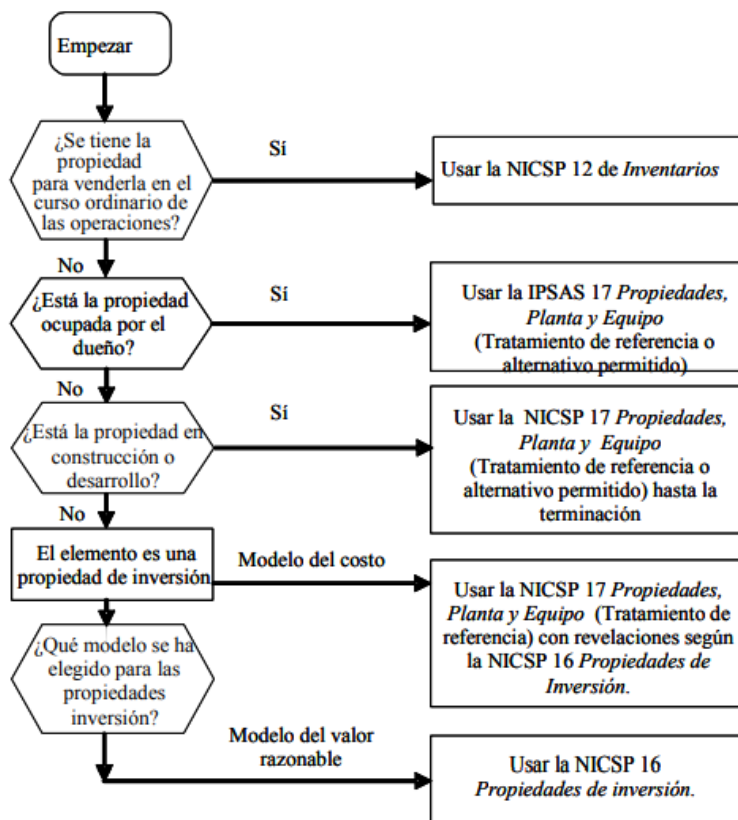 Empezar
¿Se tiene la
propiedad
para venderla en el
curso ordinario de
las operaciones?
Sí
Usar la NICSP 12 de Inventarios
No
¿Está la propiedad
ocupada por el
dueño?
Sí
Usar la IPSAS 17 Propiedades,
Planta y Equipo
(Tratamiento de referencia o
alternativo permitido)
No
¿Está la propiedad en
construcción o
desarrollo?
Sí
Usar la NICSP 17 Propiedades,
Planta y Equipo
(Tratamiento de referencia o
alternativo permitido) hasta la
terminación
No
El elemento es una
propiedad de inversión
Modelo del costo
Usar la NICSP 17 Propiedades,
Planta y Equipo (Tratamiento de
referencia) con revelaciones según
la NICSP 16 Propiedades de
Inversión.
¿Qué modelo se ha
elegido para las
propiedades
inversión?
Modelo del valor
razonable
Usar la NICSP 16
Propiedades de inversión.